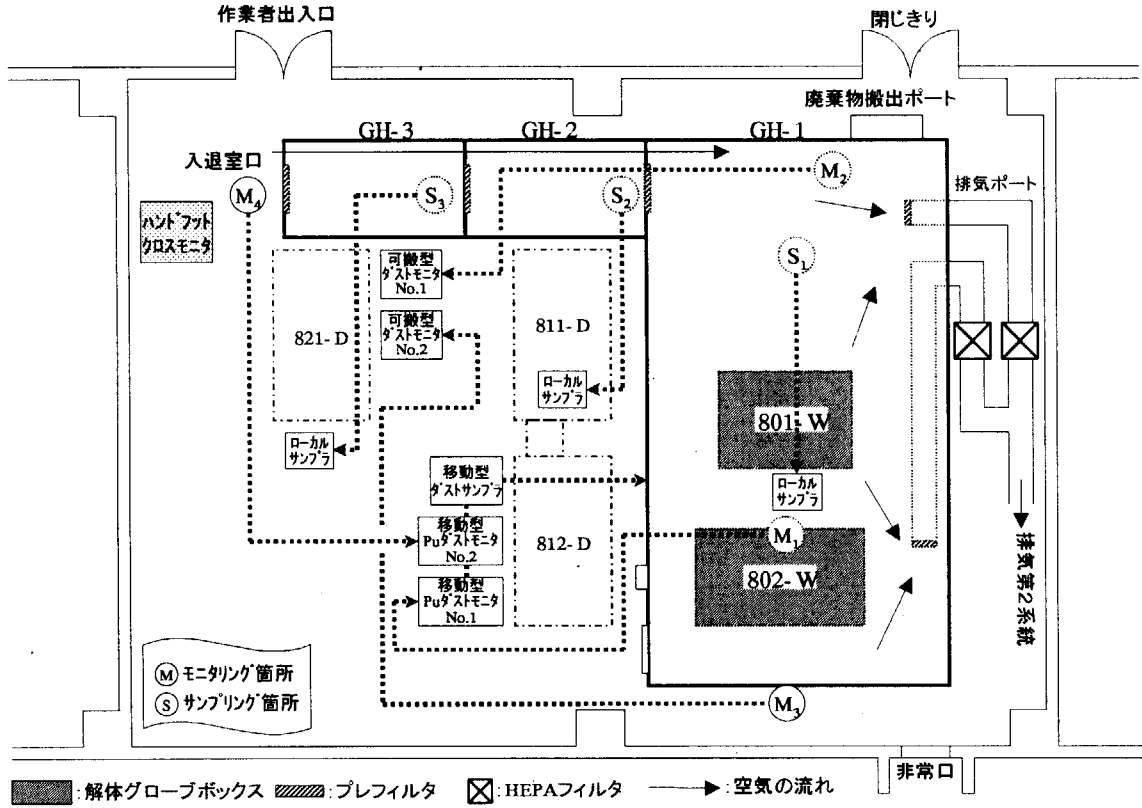 作業者出入口
閉じきり
廃棄物搬出ポート
GH-3
GH-2
GH-1
入退室口
M4
S3
S2
M2
排気ポート
ハンドフット
クロスモニタ
可搬型
ダストモニタ
No.1
S1
821-D
可搬型
ダストモニタ
No.2
811-D
ローカル
サンプラ
801-W
ローカル
サンプラ
移動型
ダストサンプラ
ローカル
サンプラ
移動型
Puダストモニタ
No.2
812-D
M1
802-W
移動型
Puダストモニタ
No.1
排気第2系統
M モニタリング箇所
S サンプリング箇所
M3
非常口
:解体グローブボックス
:プレフィルタ
:HEPAフィルタ
:空気の流れ